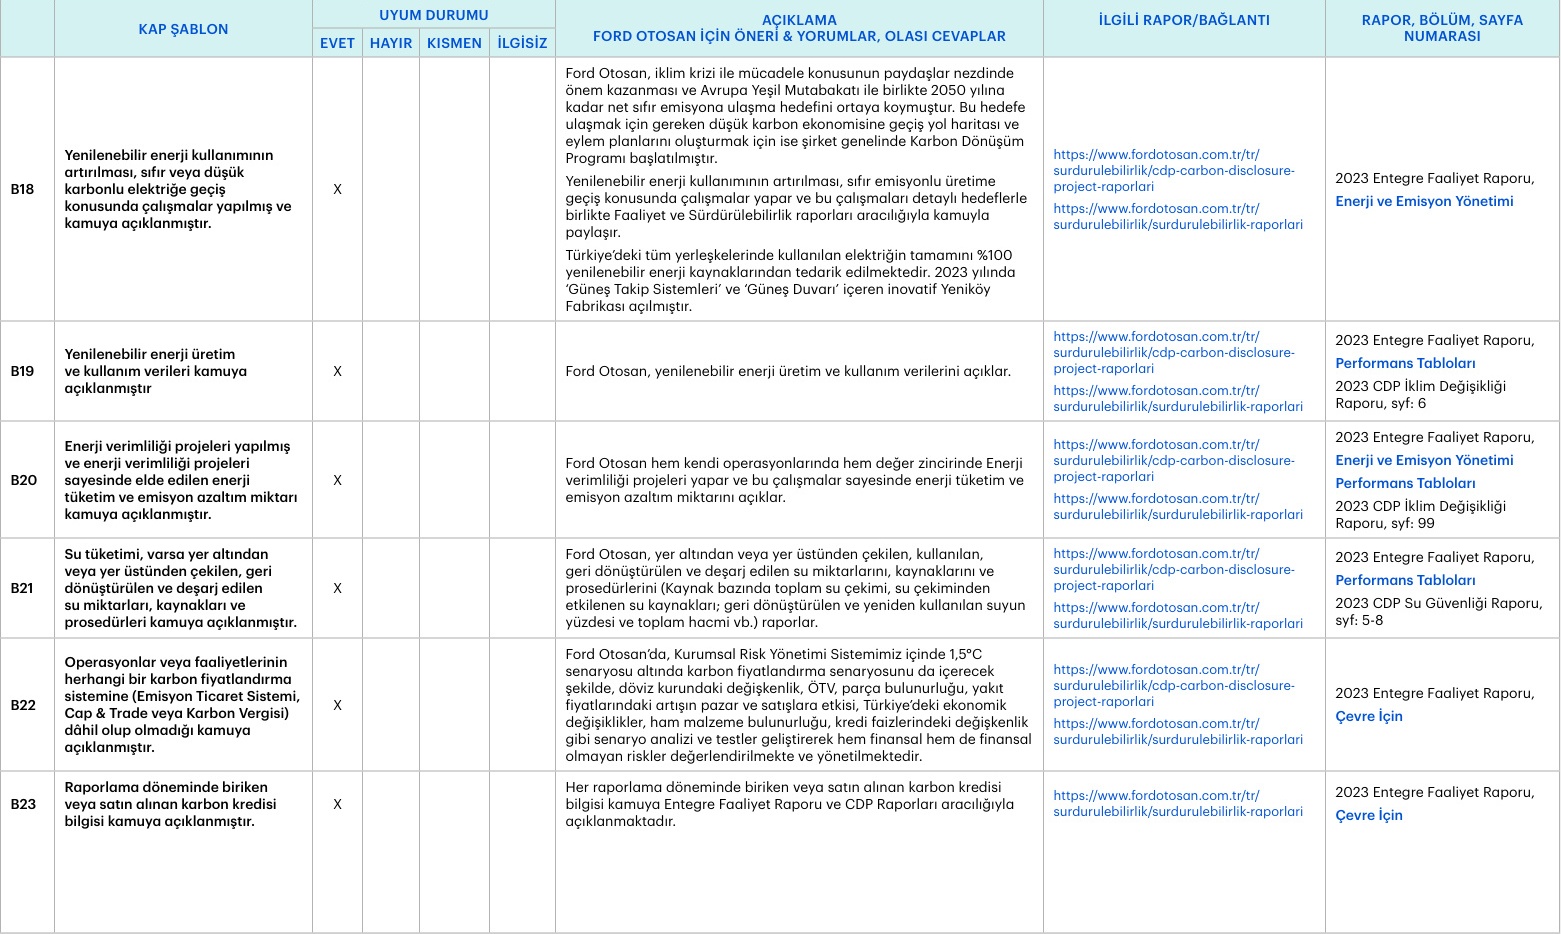 KAP ŞABLON
UYUM DURUMU
EVET
HAYIR
KISMEN
İLGİSİZ
AÇIKLAMA
FORD OTOSAN İÇİN ÖNERİ & YORUMLAR, OLASI CEVAPLAR
İLGİLİ RAPOR/BAĞLANTI
RAPOR, BÖLÜM, SAYFA
NUMARASI
B18
Yenilenebilir enerji kullanımının
artırılması, sıfır veya düşük
karbonlu elektriğe geçiş
konusunda çalışmalar yapılmış ve
kamuya açıklanmıştır.
X
Ford Otosan, iklim krizi ile mücadele konusunun paydaşlar nezdinde
önem kazanması ve Avrupa Yeşil Mutabakatı ile birlikte 2050 yılına
kadar net sıfır emisyona ulaşma hedefini ortaya koymuştur. Bu hedefe
ulaşmak için gereken düşük karbon ekonomisine geçiş yol haritası ve
eylem planlarını oluşturmak için ise şirket genelinde Karbon Dönüşüm
Programı başlatılmıştır.
Yenilenebilir enerji kullanımının artırılması, sıfır emisyonlu üretime
geçiş konusunda çalışmalar yapar ve bu çalışmaları detaylı hedeflerle
birlikte Faaliyet ve Sürdürülebilirlik raporları aracılığıyla kamuyla
paylaşır.
Türkiye’deki tüm yerleşkelerinde kullanılan elektriğin tamamını %100
yenilenebilir enerji kaynaklarından tedarik edilmektedir. 2023 yılında
‘Güneş Takip Sistemleri’ ve ‘Güneş Duvarı’ içeren inovatif Yeniköy
Fabrikası açılmıştır.
https://www.fordotosan.com.tr/tr/
surdurulebilirlik/cdp-carbon-disclosure-
project-raporlari
https://www.fordotosan.com.tr/tr/
surdurulebilirlik/surdurulebilirlik-raporlari
2023 Entegre Faaliyet Raporu,
Enerji ve Emisyon Yönetimi
B19
Yenilenebilir enerji üretim
ve kullanım verileri kamuya
açıklanmıştır
X
Ford Otosan, yenilenebilir enerji üretim ve kullanım verilerini açıklar.
https://www.fordotosan.com.tr/tr/
surdurulebilirlik/cdp-carbon-disclosure-
project-raporlari
https://www.fordotosan.com.tr/tr/
surdurulebilirlik/surdurulebilirlik-raporlari
2023 Entegre Faaliyet Raporu,
Performans Tabloları
2023 CDP İklim Değişikliği
Raporu, syf: 6
B20
Enerji verimliliği projeleri yapılmış
ve enerji verimliliği projeleri
sayesinde elde edilen enerji
tüketim ve emisyon azaltım miktarı
kamuya açıklanmıştır.
X
Ford Otosan hem kendi operasyonlarında hem değer zincirinde Enerji
verimliliği projeleri yapar ve bu çalışmalar sayesinde enerji tüketim ve
emisyon azaltım miktarını açıklar.
https://www.fordotosan.com.tr/tr/
surdurulebilirlik/cdp-carbon-disclosure-
project-raporlari
https://www.fordotosan.com.tr/tr/
surdurulebilirlik/surdurulebilirlik-raporlari
2023 Entegre Faaliyet Raporu,
Enerji ve Emisyon Yönetimi
Performans Tabloları
2023 CDP İklim Değişikliği
Raporu, syf: 99
B21
Su tüketimi, varsa yer altından
veya yer üstünden çekilen, geri
dönüştürülen ve deşarj edilen
su miktarları, kaynakları ve
prosedürleri kamuya açıklanmıştır.
X
Ford Otosan, yer altından veya yer üstünden çekilen, kullanılan,
geri dönüştürülen ve deşarj edilen su miktarlarını, kaynaklarını ve
prosedürlerini (Kaynak bazında toplam su çekimi, su çekiminden
etkilenen su kaynakları; geri dönüştürülen ve yeniden kullanılan suyun
yüzdesi ve toplam hacmi vb.) raporlar.
https://www.fordotosan.com.tr/tr/
surdurulebilirlik/cdp-carbon-disclosure-
project-raporlari
https://www.fordotosan.com.tr/tr/
surdurulebilirlik/surdurulebilirlik-raporlari
2023 Entegre Faaliyet Raporu,
Performans Tabloları
2023 CDP Su Güvenliği Raporu,
syf: 5-8
B22
Operasyonlar veya faaliyetlerinin
herhangi bir karbon fiyatlandırma
sistemine (Emisyon Ticaret Sistemi,
Cap & Trade veya Karbon Vergisi)
dâhil olup olmadığı kamuya
açıklanmıştır.
X
Ford Otosan’da, Kurumsal Risk Yönetimi Sistemimiz içinde 1,5°C
senaryosu altında karbon fiyatlandırma senaryosunu da içerecek
şekilde, döviz kurundaki değişkenlik, ÖTV, parça bulunurluğu, yakıt
fiyatlarındaki artışın pazar ve satışlara etkisi, Türkiye’deki ekonomik
değişiklikler, ham malzeme bulunurluğu, kredi faizlerindeki değişkenlik
gibi senaryo analizi ve testler geliştirerek hem finansal hem de finansal
olmayan riskler değerlendirilmekte ve yönetilmektedir.
https://www.fordotosan.com.tr/tr/
surdurulebilirlik/cdp-carbon-disclosure-
project-raporlari
https://www.fordotosan.com.tr/tr/
surdurulebilirlik/surdurulebilirlik-raporlari
2023 Entegre Faaliyet Raporu,
Çevre İçin
B23
Raporlama döneminde biriken
veya satın alınan karbon kredisi
bilgisi kamuya açıklanmıştır.
X
Her raporlama döneminde biriken veya satın alınan karbon kredisi
bilgisi kamuya Entegre Faaliyet Raporu ve CDP Raporları aracılığıyla
açıklanmaktadır.
https://www.fordotosan.com.tr/tr/
surdurulebilirlik/surdurulebilirlik-raporlari
2023 Entegre Faaliyet Raporu,
Çevre İçin